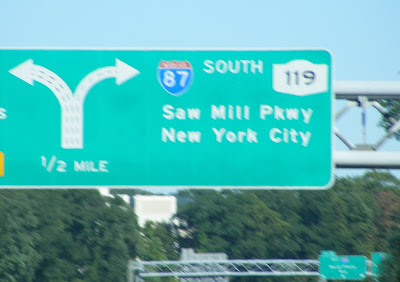 87 SOUTH 119
Saw Mill Pkwy
New York City
1/2 MILE